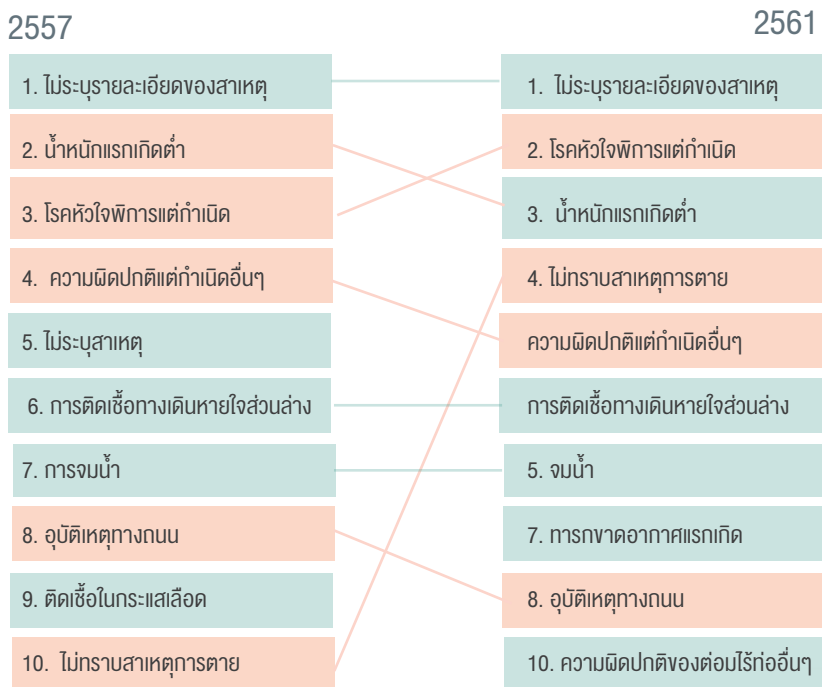 2557
2561
1. ไม่ระบุรายละเอียดของสาเหตุ
1. ไม่ระบุรายละเอียดของสาเหตุ
2. น้ำหนักแรกเกิดต่ำ
2. โรคหัวใจพิการแต่กำเนิด
3. โรคหัวใจพิการแต่กำเนิด
3. น้ำหนักแรกเกิดต่ำ
4. ความผิดปกติแต่กำเนิดอื่นๆ
4. ไม่ทราบสาเหตุการตาย
5. ไม่ระบุสาเหตุ
ความผิดปกติแต่กำเนิดอื่นๆ
6. การติดเชื้อทางเดินหายใจส่วนล่าง
การติดเชื้อทางเดินหายใจส่วนล่าง
7. การจมน้ำ
5. จมน้ำ
8. อุบัติเหตุทางถนน
7. ทารกขาดอากาศแรกเกิด
9. ติดเชื้อในกระแสเลือด
8. อุบัติเหตุทางถนน
10. ไม่ทราบสาเหตุการตาย
10. ความผิดปกติของต่อมไร้ท่ออื่นๆ